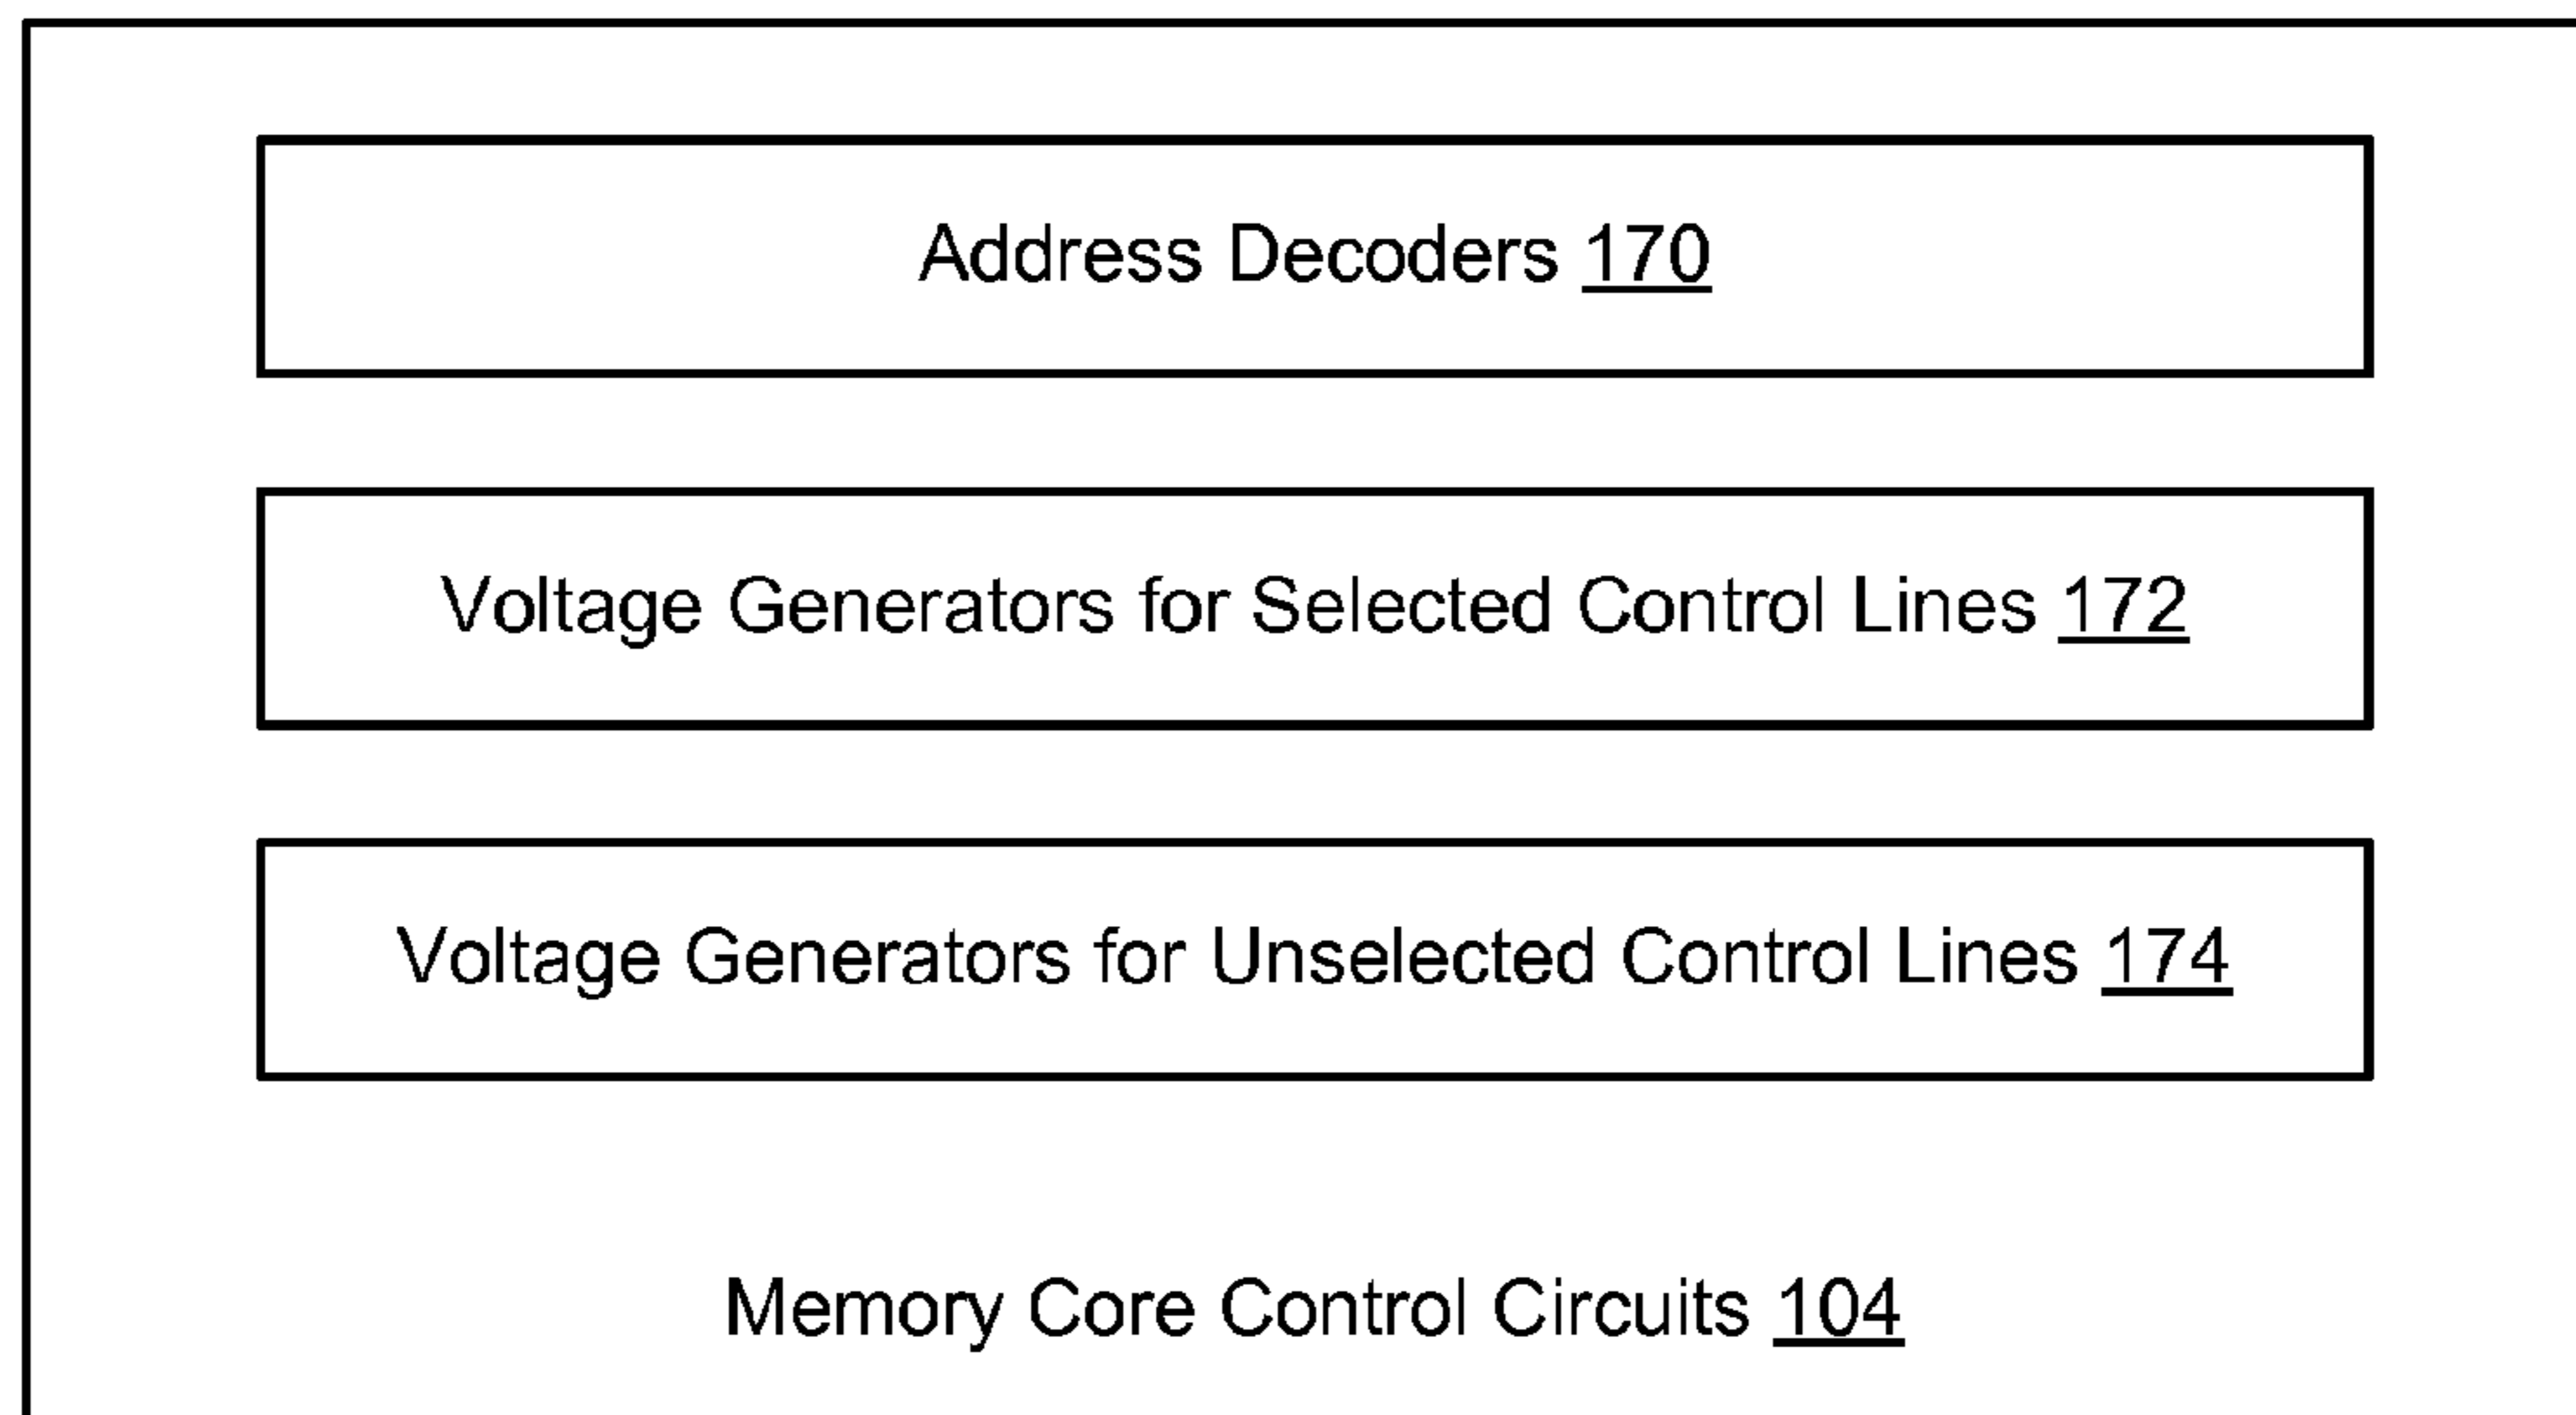 Address Decoders 170
Voltage Generators for Selected Control Lines 172
Voltage Generators for Unselected Control Lines 174
Memory Core Control Circuits 104